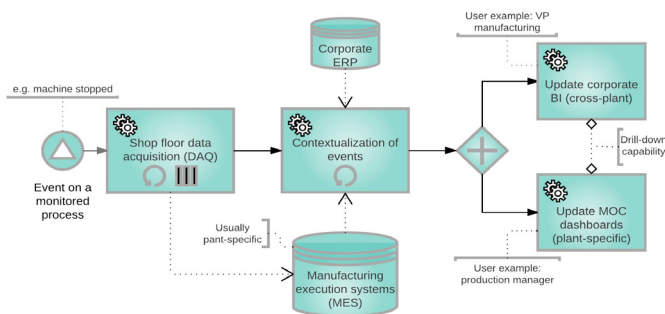 User example: VP
manufacturing
Corporate
ERP
e.g. machine stopped
Update corporate
BI (cross-plant)
Shop floor data
acquisition (DAQ)
Contextualization of
events
Drill-down
capability
Event on a
monitored
process
Usually
pant-specific
Update MOC
dashboards
(plant-specific)
Manufacturing
execution systems
(MES)
User example:
production manager